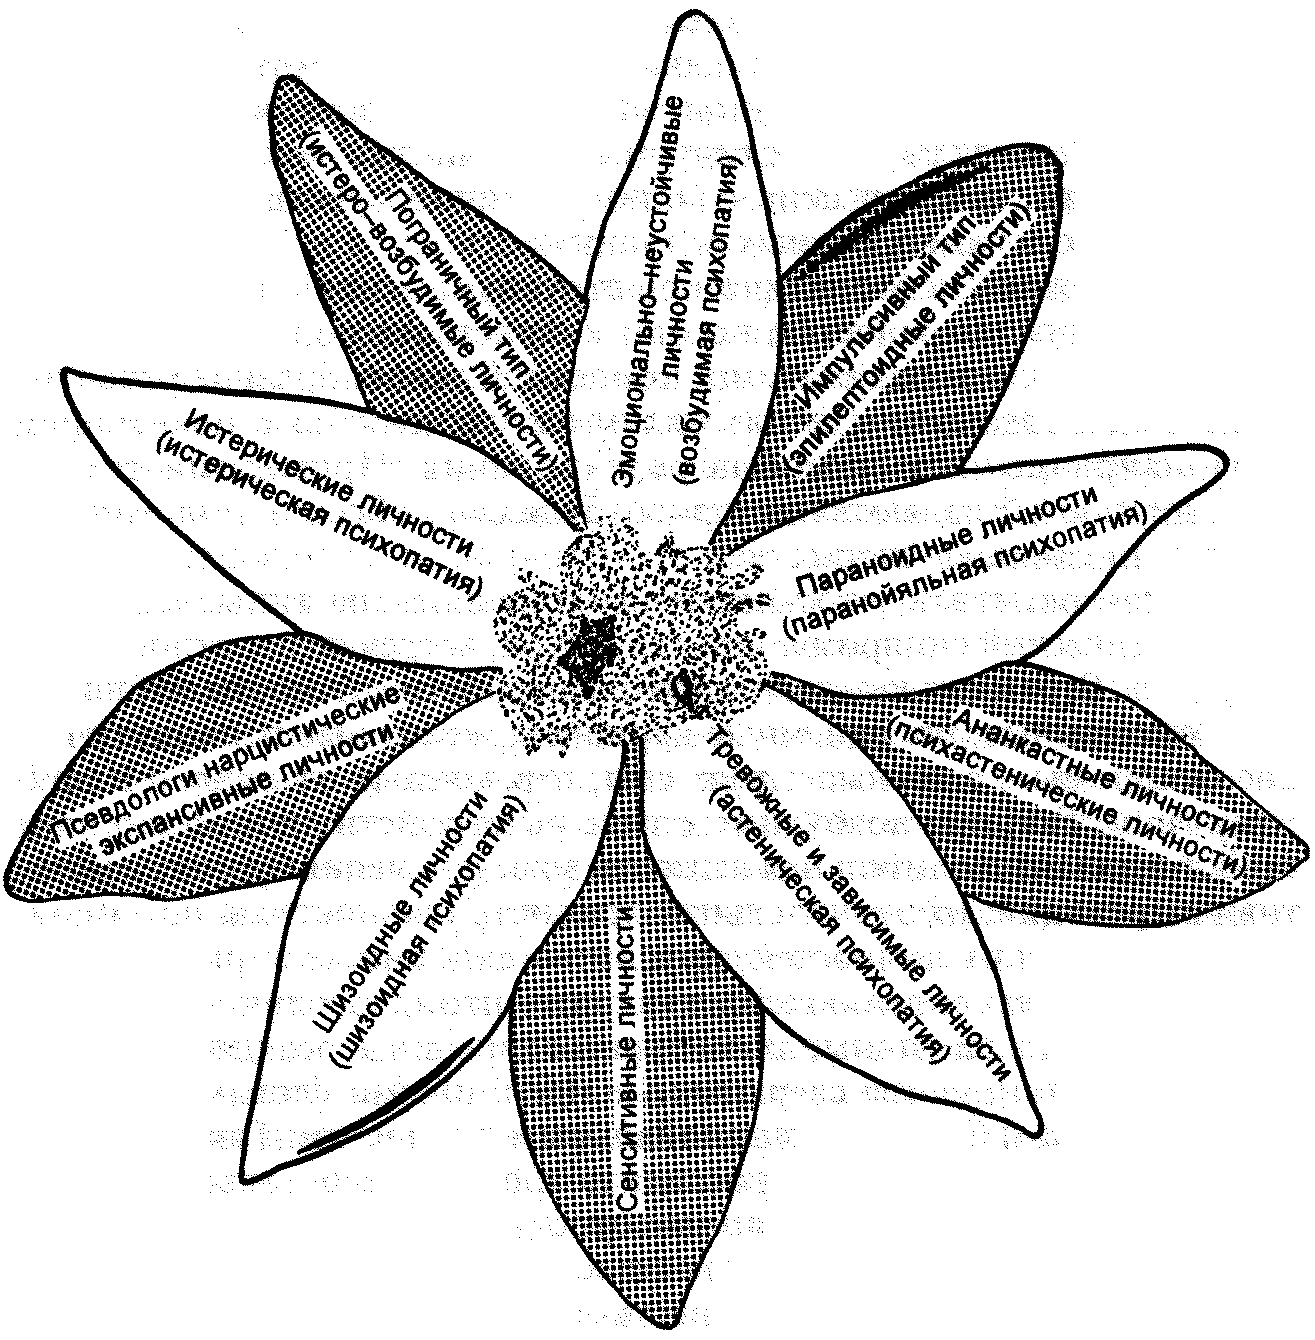 Эмоционально–неустойчивые
личности
(возбудимая психопатия)
Импульсивный тип
(эпилептоидные личности)
Параноидные личности
(паранойяльная психопатия)
Ананкастные личности
(психастенические личности)
Тревожные и зависимые личности
(астеническая психопатия)
Сенситивные личности
Шизоидные личности
(шизоидная психопатия)
Псевдологи нарцистические
экспансивные личности
Истерические личности
(истерическая психопатия)
Пограничный тип
(истеро–возбудимые личности)